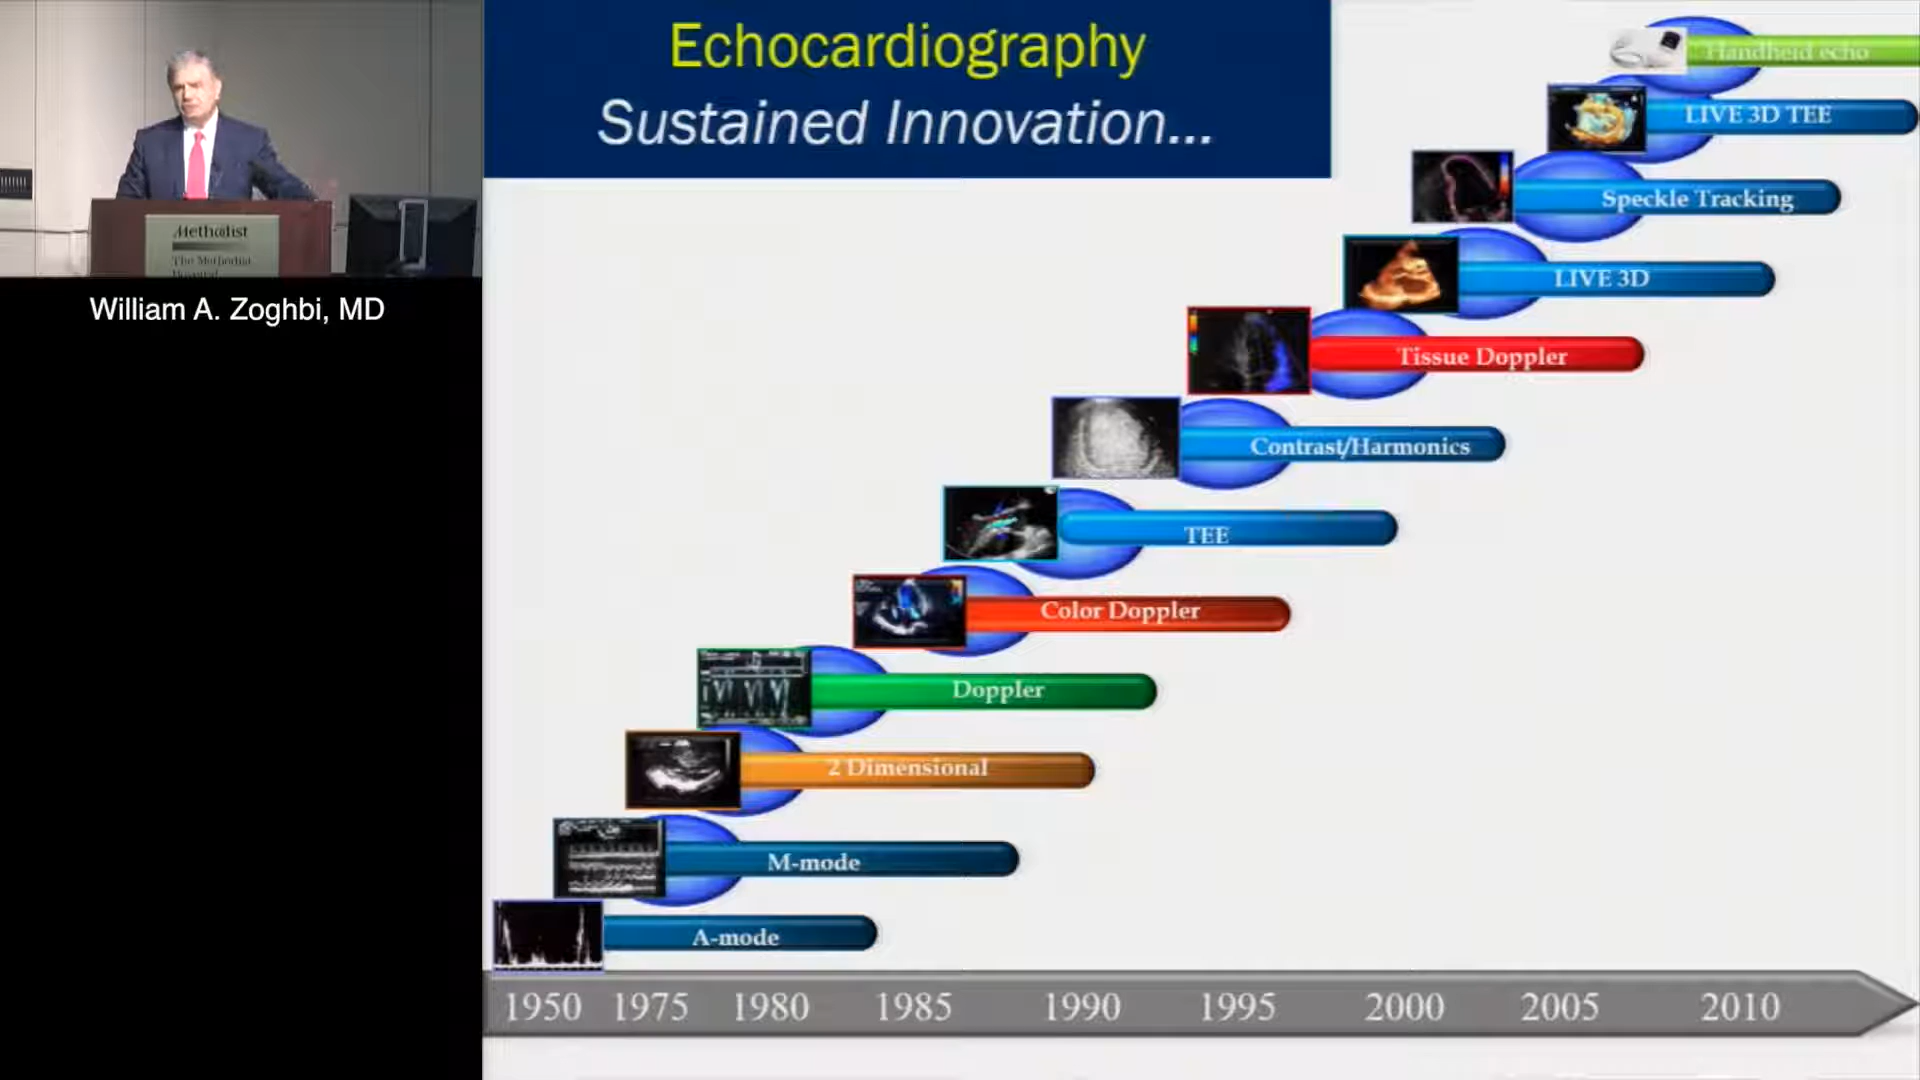 Methodist
The Methodist
Hospital
William A. Zoghbi, MD
Echocardiography
Sustained Innovation...
Handheld echo
LIVE 3D TEE
Speckle Tracking
LIVE 3D
Tissue Doppler
Contrast/Harmonics
TEE
Color Doppler
Doppler
2 Dimensional
M-mode
A-mode
1950 1975 1980 1985 1990 1995 2000 2005 2010